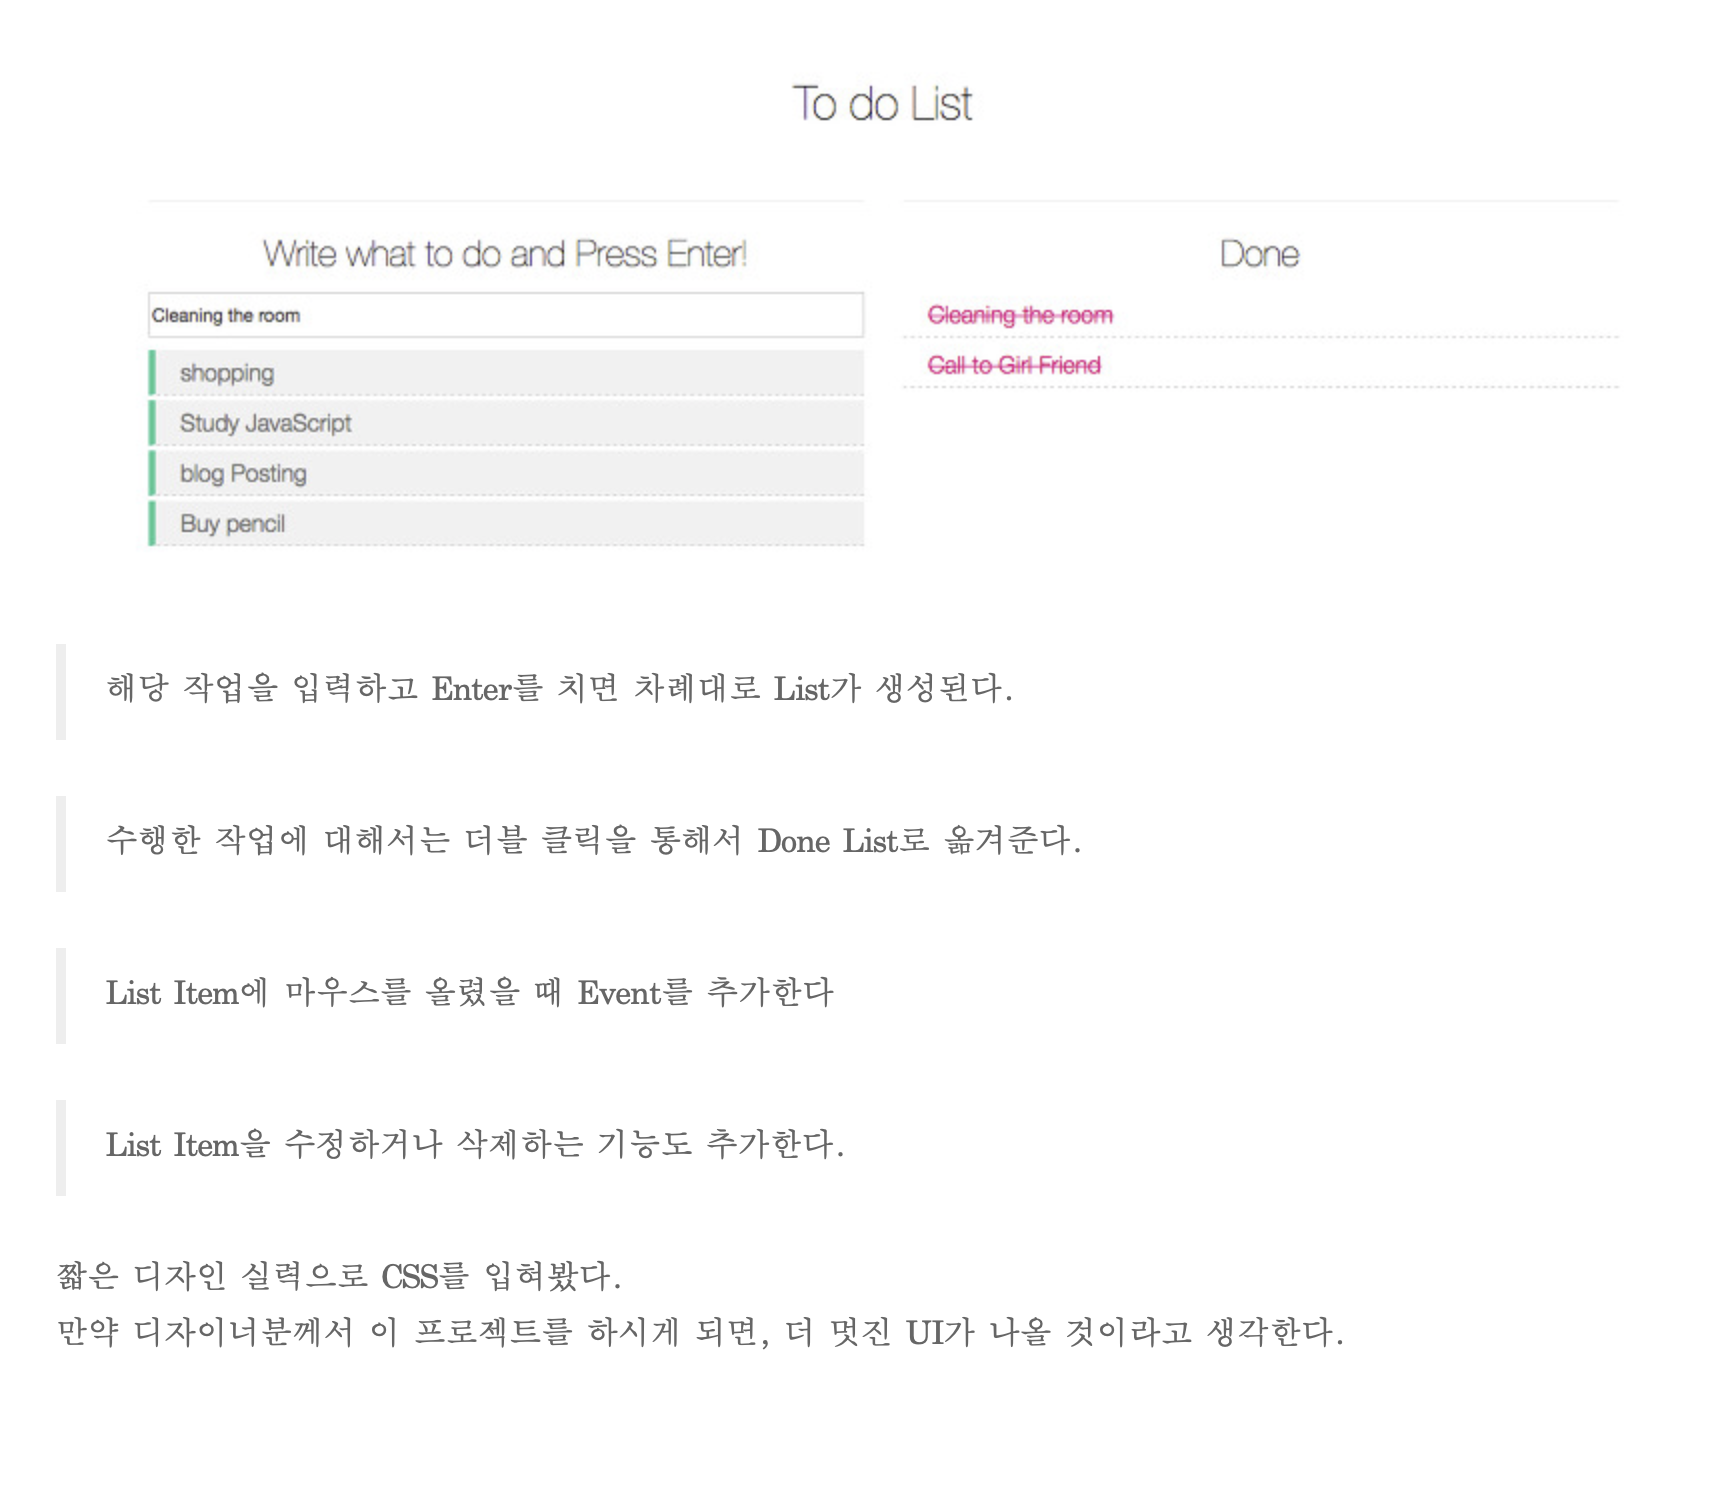 To do List
Write what to do and Press Enter!
Cleaning the room
shopping
Study JavaScript
blog Posting
Buy pencil
Done
Cleaning the room
Call to Girl Friend
해당 작업을 입력하고 Enter를 치면 차례대로 List가 생성된다.
수행한 작업에 대해서는 더블 클릭을 통해서 Done List로 옮겨준다.
List Item에 마우스를 올렸을 때 Event를 추가한다
List Item을 수정하거나 삭제하는 기능도 추가한다.
짧은 디자인 실력으로 CSS를 입혀봤다.
만약 디자이너분께서 이 프로젝트를 하시게 되면, 더 멋진 UI가 나올 것이라고 생각한다.